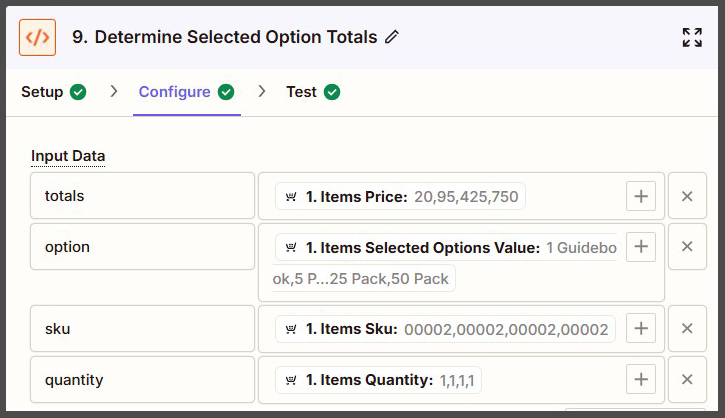 </> 9. Determine Selected Option Totals
Setup > Configure > Test
Input Data
totals 1. Items Price: 20,95,425,750 + ×
option 1. Items Selected Options Value: 1 Guidebo + ×
ok,5 P...25 Pack,50 Pack
sku 1. Items Sku: 00002,00002,00002,00002 + ×
quantity 1. Items Quantity: 1,1,1,1 + ×